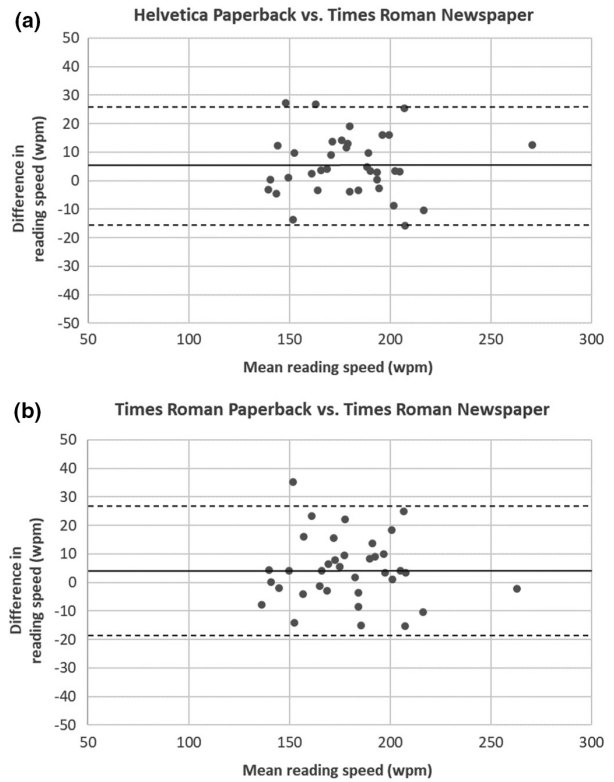 (a)
Helvetica Paperback vs. Times Roman Newspaper
50
40
30
20
10
0
-10
-20
-30
-40
-50
Difference in
reading speed (wpm)
50 100 150 200 250 300
Mean reading speed (wpm)
(b)
Times Roman Paperback vs. Times Roman Newspaper
50
40
30
20
10
0
-10
-20
-30
-40
-50
Difference in
reading speed (wpm)
50 100 150 200 250 300
Mean reading speed (wpm)